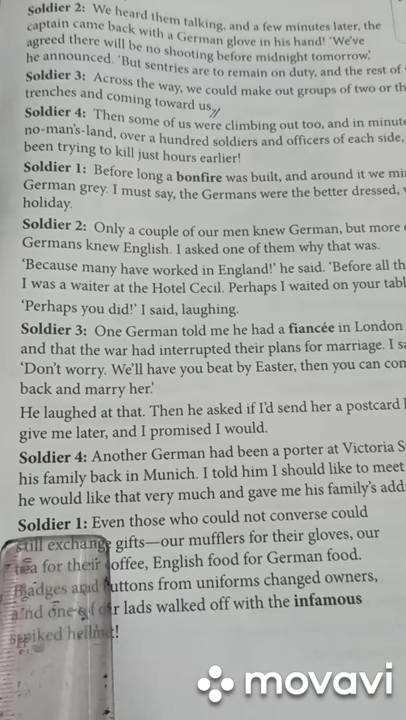 Soldier 2: We heard them talking, and a few minutes later, the
captain came back with a German glove in his hand! 'We've
agreed there will be no shooting before midnight tomorrow,'
he announced. 'But sentries are to remain on duty, and the rest of
Soldier 3: Across the way, we could make out groups of two or
trenches and coming toward us.
Soldier 4: Then some of us were climbing out too, and in
no-man's-land, over a hundred soldiers and officers of each side,
been trying to kill just hours earlier!
Soldier 1: Before long a bonfire was built, and around it we
German grey. I must say, the Germans were the better dressed,
holiday.
Soldier 2: Only a couple of our men knew German, but more
Germans knew English. I asked one of them why that was.
'Because many have worked in England!' he said. 'Before all
I was a waiter at the Hotel Cecil. Perhaps I waited on your
'Perhaps you did!' I said, laughing.
Soldier 3: One German told me he had a fiancée in London
and that the war had interrupted their plans for marriage. I
'Don't worry. We'll have you beat by Easter, then you can
back and marry her.'
He laughed at that. Then he asked if I'd send her a postcard
give me later, and I promised I would.
Soldier 4: Another German had been a porter at Victoria
his family back in Munich. I told him I should like to meet
he would like that very much and gave me his family's
Soldier 1: Even those who could not converse could
still exchange gifts—our mufflers for their gloves, our
tea for their coffee, English food for German food.
Badges and buttons from uniforms changed owners,
and one of our lads walked off with the infamous
spiked helmet!
movavi